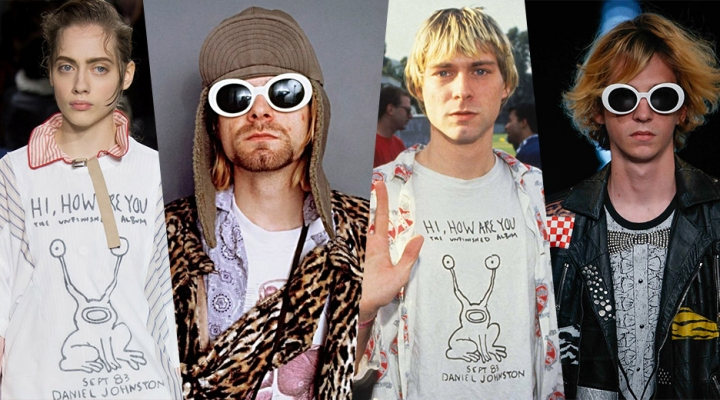 HI, HOW ARE YOU
THE UNFINISHED ALBUM
SEPT 83
DANIEL JOHNSTON
HI, HOW ARE YOU
THE UNFINISHED ALBUM
SEPT 83
DANIEL JOHNSTON